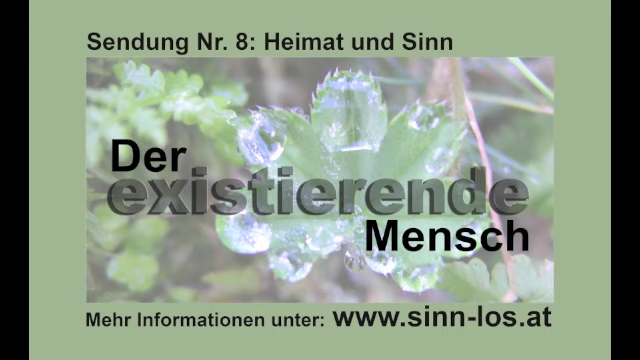 Sendung Nr. 8: Heimat und Sinn
Der
existierende
Mensch
Mehr Informationen unter: www.sinn-los.at